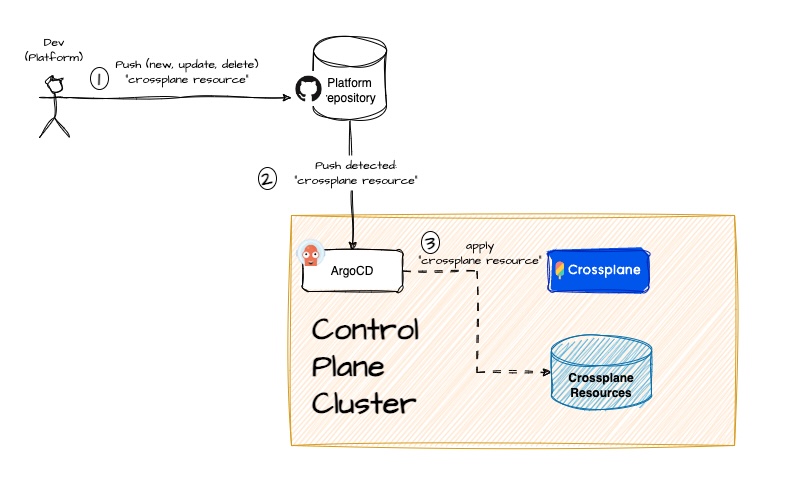 Dev
(Platform)
1
Push (new, update, delete)
"crossplane resource"
Platform
repository
2
Push detected:
"crossplane resource"
3
apply
"crossplane resource"
ArgoCD
Crossplane
Control
Plane
Cluster
Crossplane
Resources